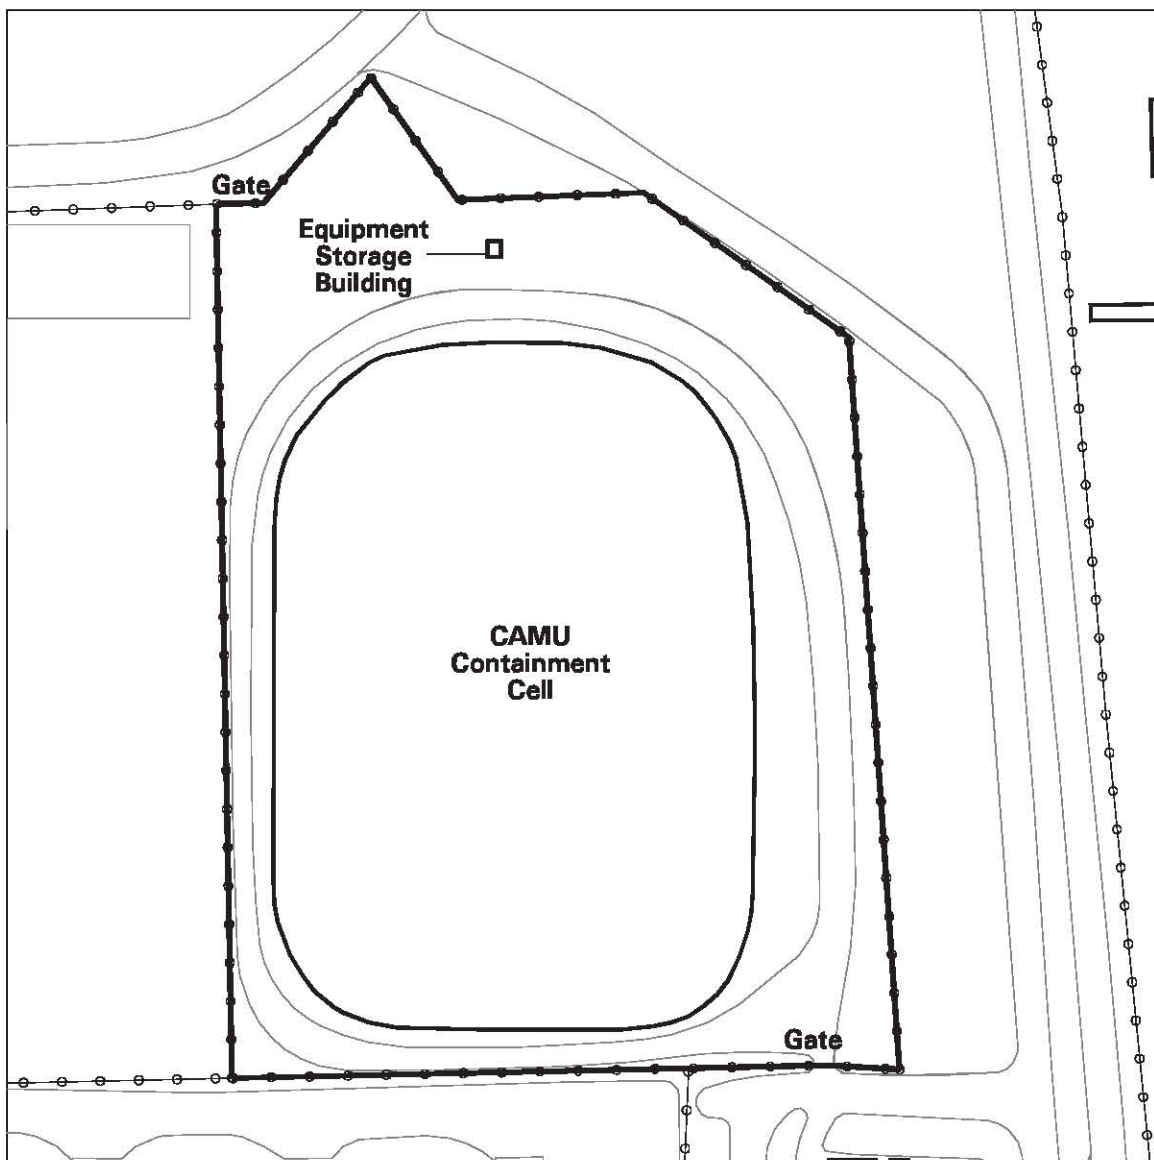 Gate
Equipment
Storage
Building
CAMU
Containment
Cell
Gate